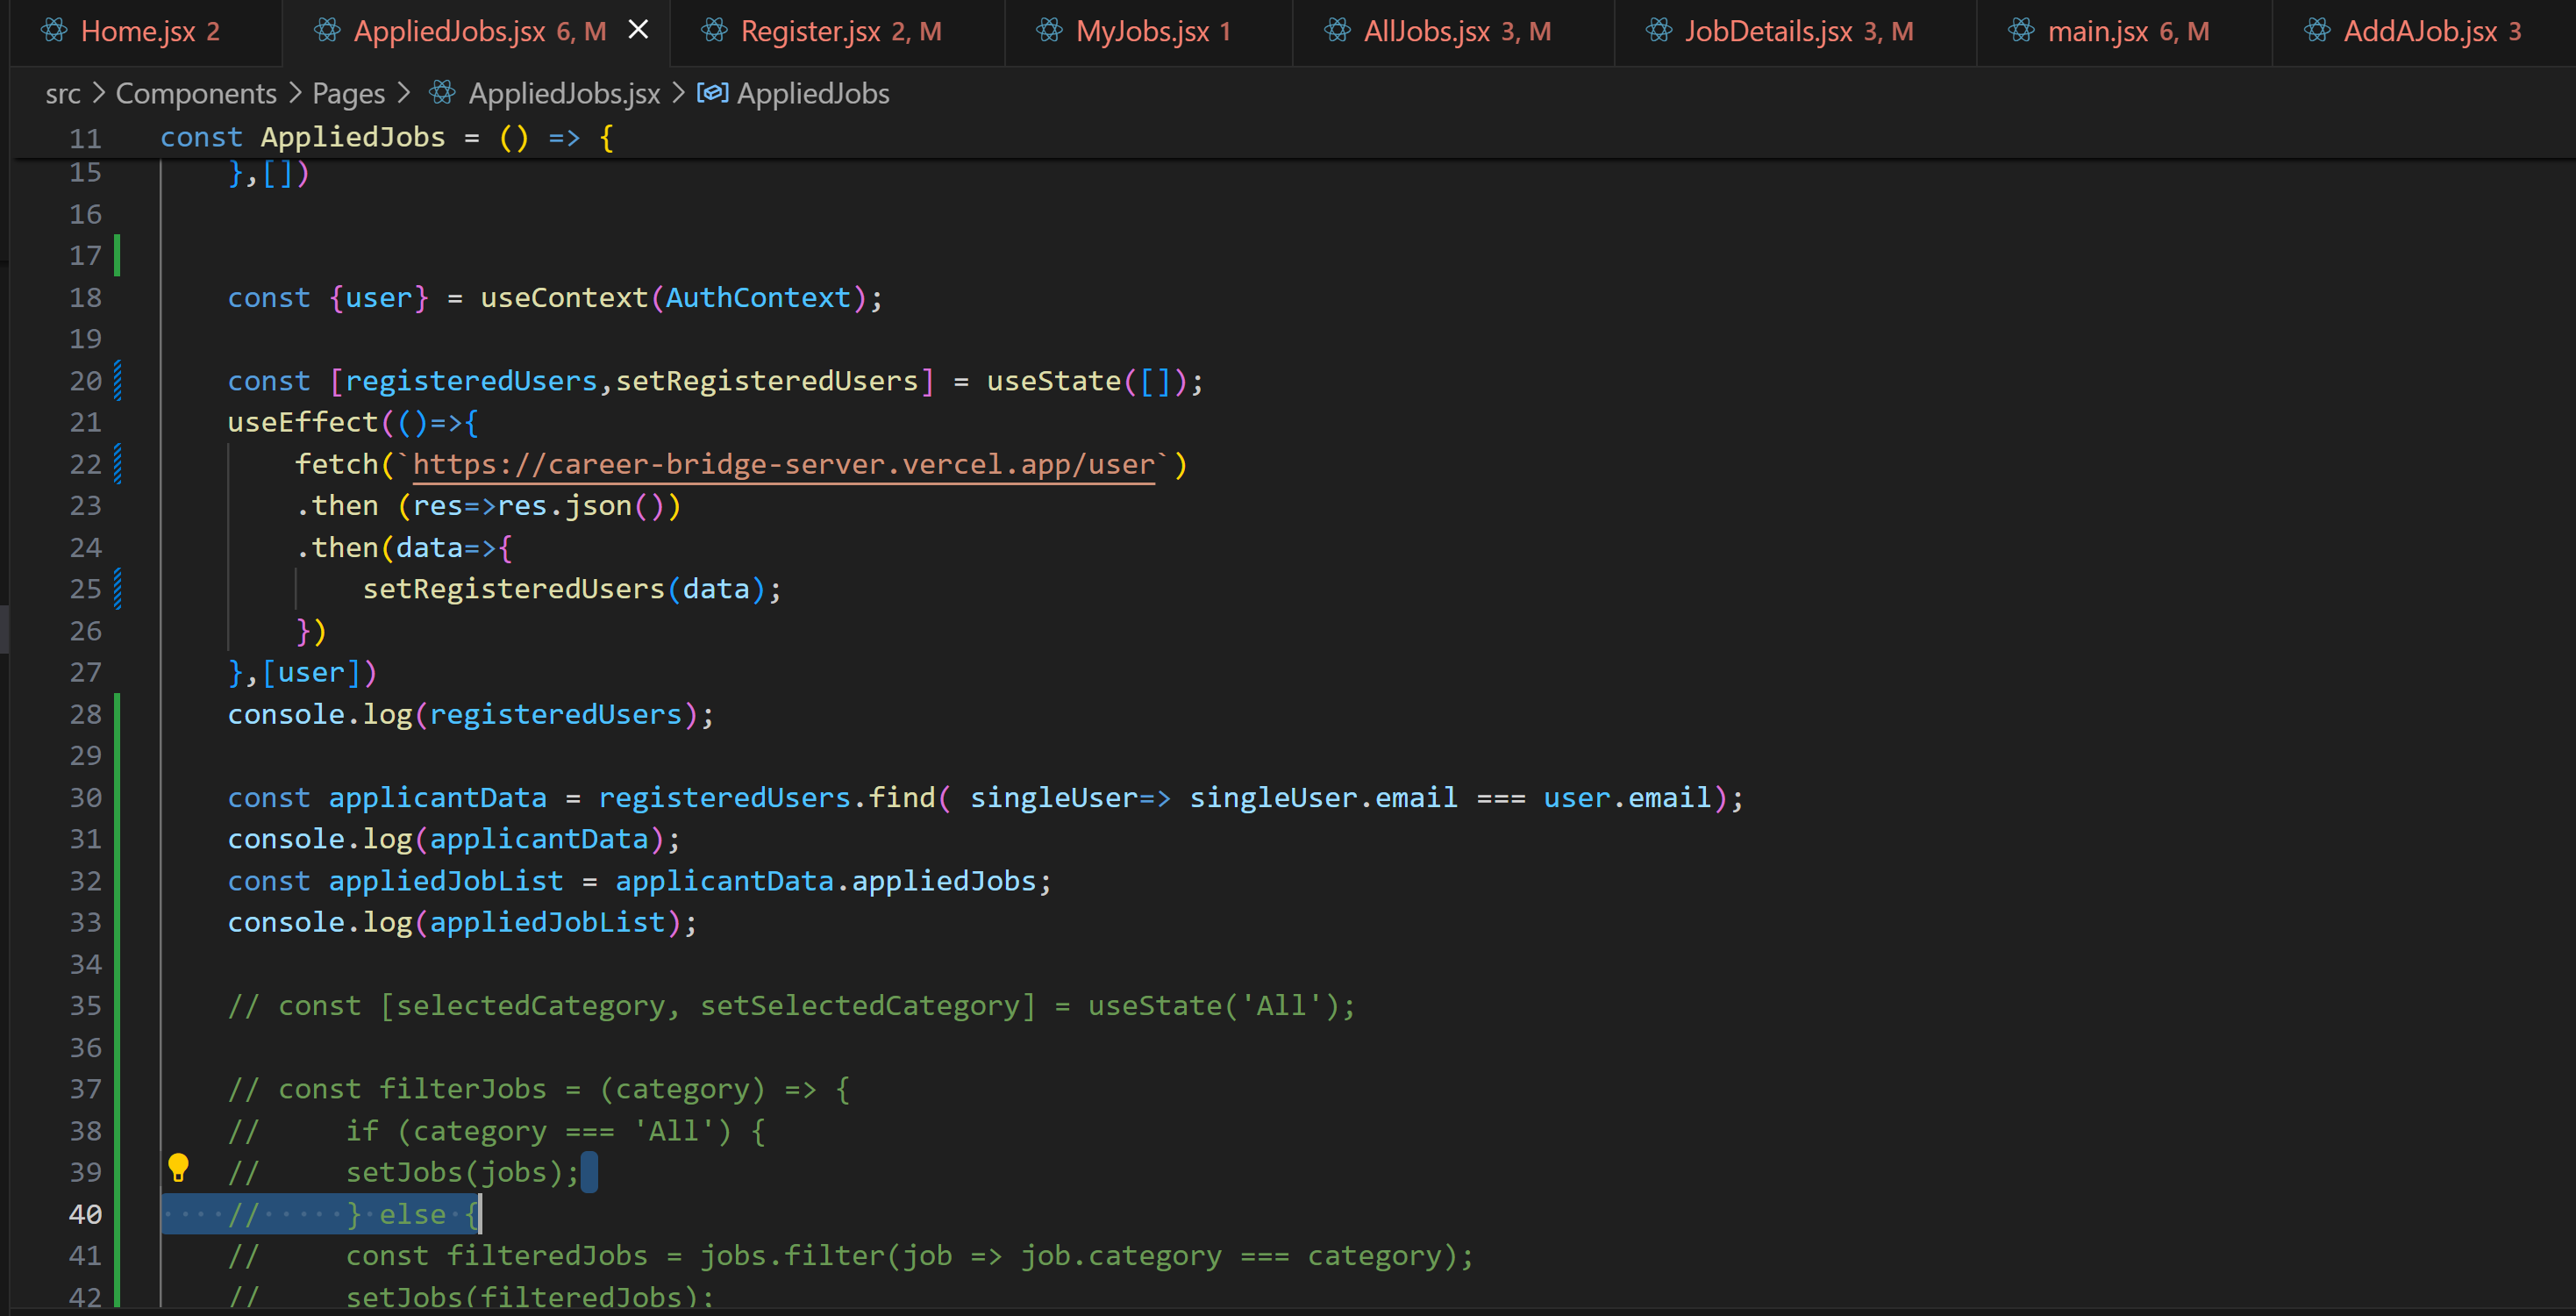 Home.jsx 2 AppliedJobs.jsx 6, M Register.jsx 2, M MyJobs.jsx 1 AllJobs.jsx 3, M JobDetails.jsx 3, M main.jsx 6, M AddAJob.jsx 3
src > Components > Pages > AppliedJobs.jsx > AppliedJobs
11 const AppliedJobs = () => {
15 },[])
16
17
18 const {user} = useContext(AuthContext);
19
20 const [registeredUsers,setRegisteredUsers] = useState([]);
21 useEffect(()=>{
22 fetch(`https://career-bridge-server.vercel.app/user`)
23 .then (res=>res.json())
24 .then(data=>{
25 setRegisteredUsers(data);
26 })
27 },[user])
28 console.log(registeredUsers);
29
30 const applicantData = registeredUsers.find( singleUser=> singleUser.email === user.email);
31 console.log(applicantData);
32 const appliedJobList = applicantData.appliedJobs;
33 console.log(appliedJobList);
34
35 // const [selectedCategory, setSelectedCategory] = useState('All');
36
37 // const filterJobs = (category) => {
38 // if (category === 'All') {
39 // setJobs(jobs);
40 // } else {
41 // const filteredJobs = jobs.filter(job => job.category === category);
42 // setJobs(filteredJobs);